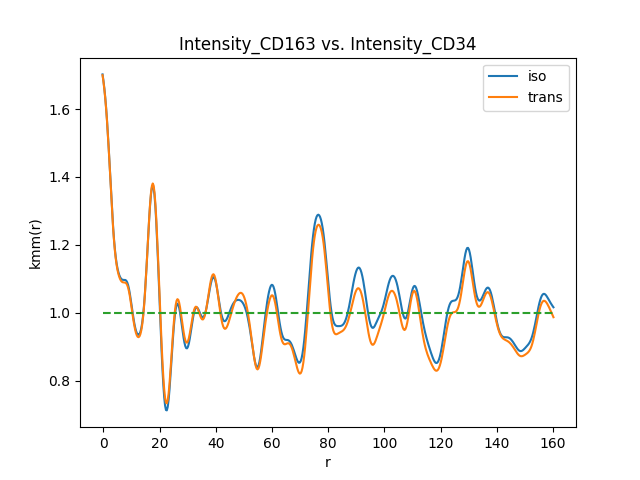 Intensity_CD163 vs. Intensity_CD34
iso
trans
kmm(r)
1.6
1.4
1.2
1.0
0.8
0 20 40 60 80 100 120 140 160
r